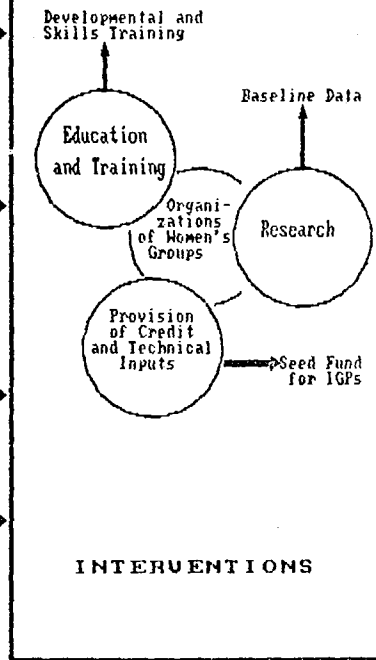 Developmental and
Skills Training
Baseline Data
Education
and Training
Organi-
zations
of Women's
Groups
Research
Provision
of Credit
and Technical
Inputs
Seed Fund
for IGPs
INTERVENTIONS